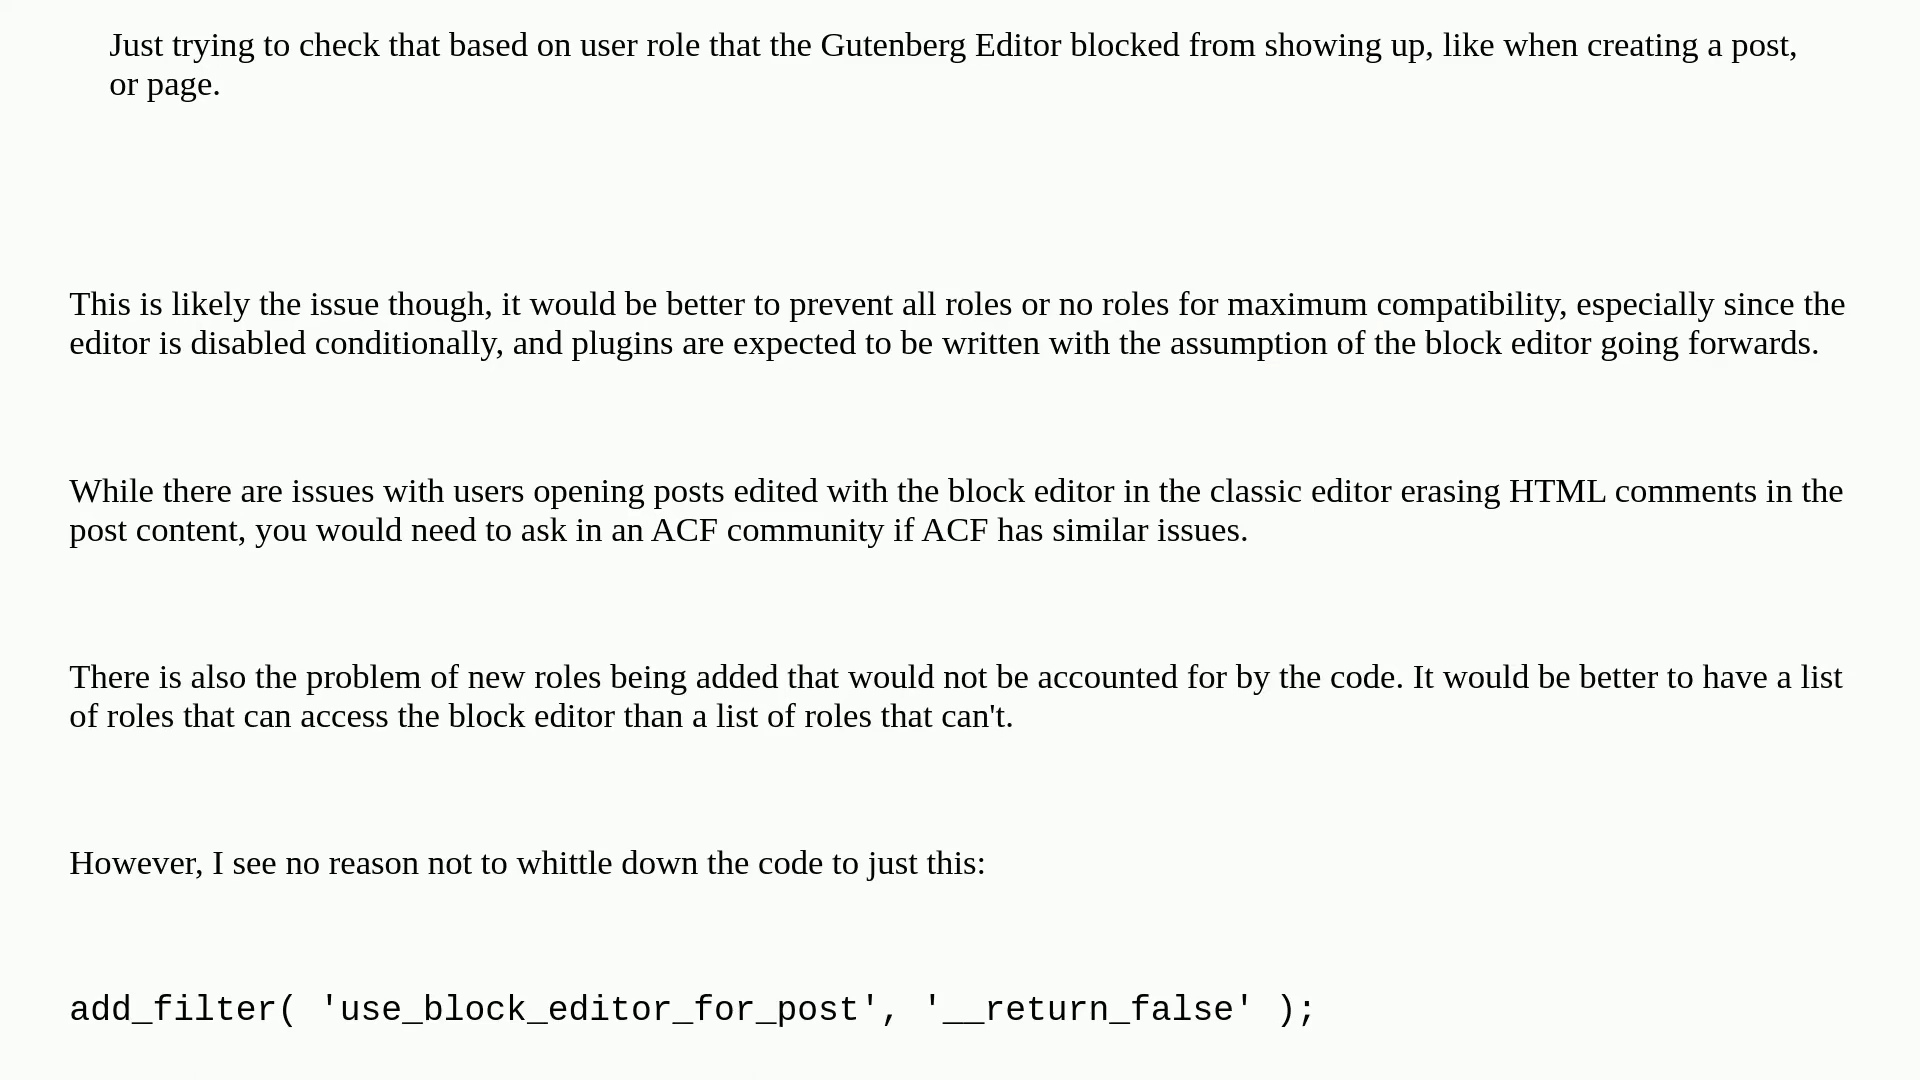 Just trying to check that based on user role that the Gutenberg Editor blocked from showing up, like when creating a post,
or page.
This is likely the issue though, it would be better to prevent all roles or no roles for maximum compatibility, especially since the
editor is disabled conditionally, and plugins are expected to be written with the assumption of the block editor going forwards.
While there are issues with users opening posts edited with the block editor in the classic editor erasing HTML comments in the
post content, you would need to ask in an ACF community if ACF has similar issues.
There is also the problem of new roles being added that would not be accounted for by the code. It would be better to have a list
of roles that can access the block editor than a list of roles that can't.
However, I see no reason not to whittle down the code to just this:
add_filter( 'use_block_editor_for_post', '__return_false' );